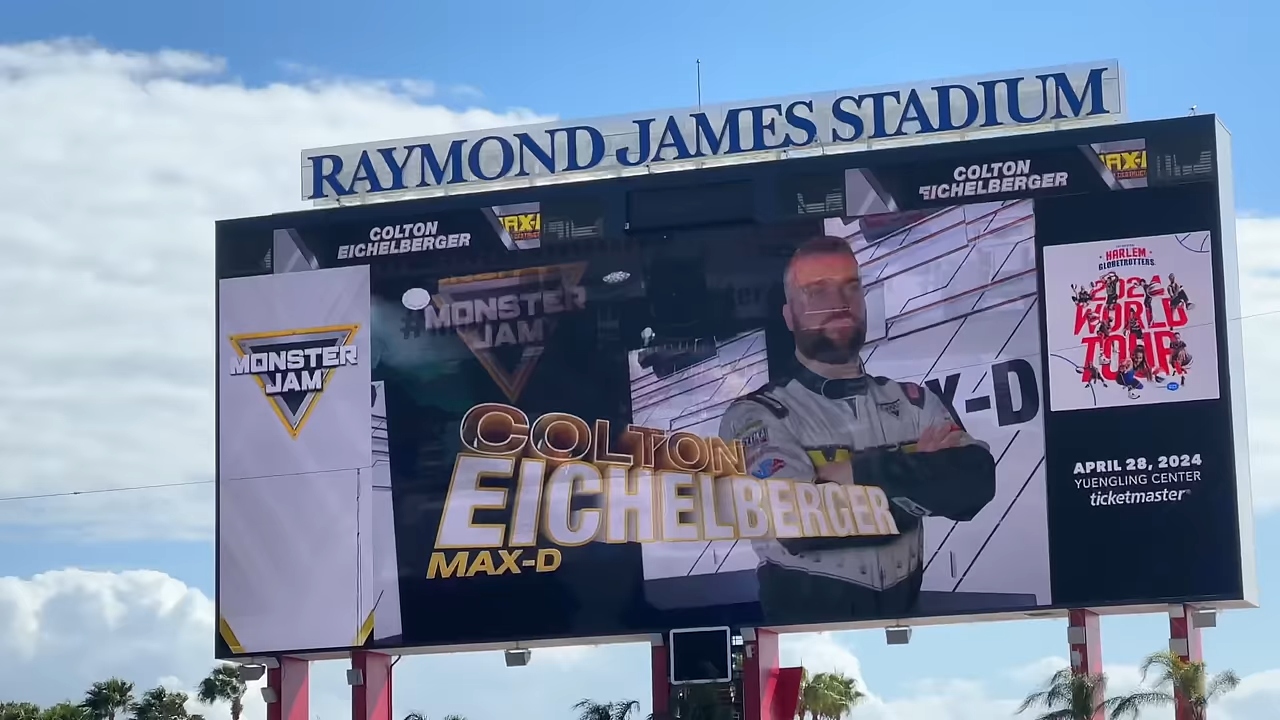 RAYMOND JAMES STADIUM
COLTON
EICHELBERGER
COLTON
EICHELBERGER
MONSTER
JAM
#MONSTER
JAM
COLTON
EICHELBERGER
MAX-D
X-D
HARLEM
GLOBETROTTERS
2024
WORLD
TOUR
APRIL 28, 2024
YUENGLING CENTER
ticketmaster